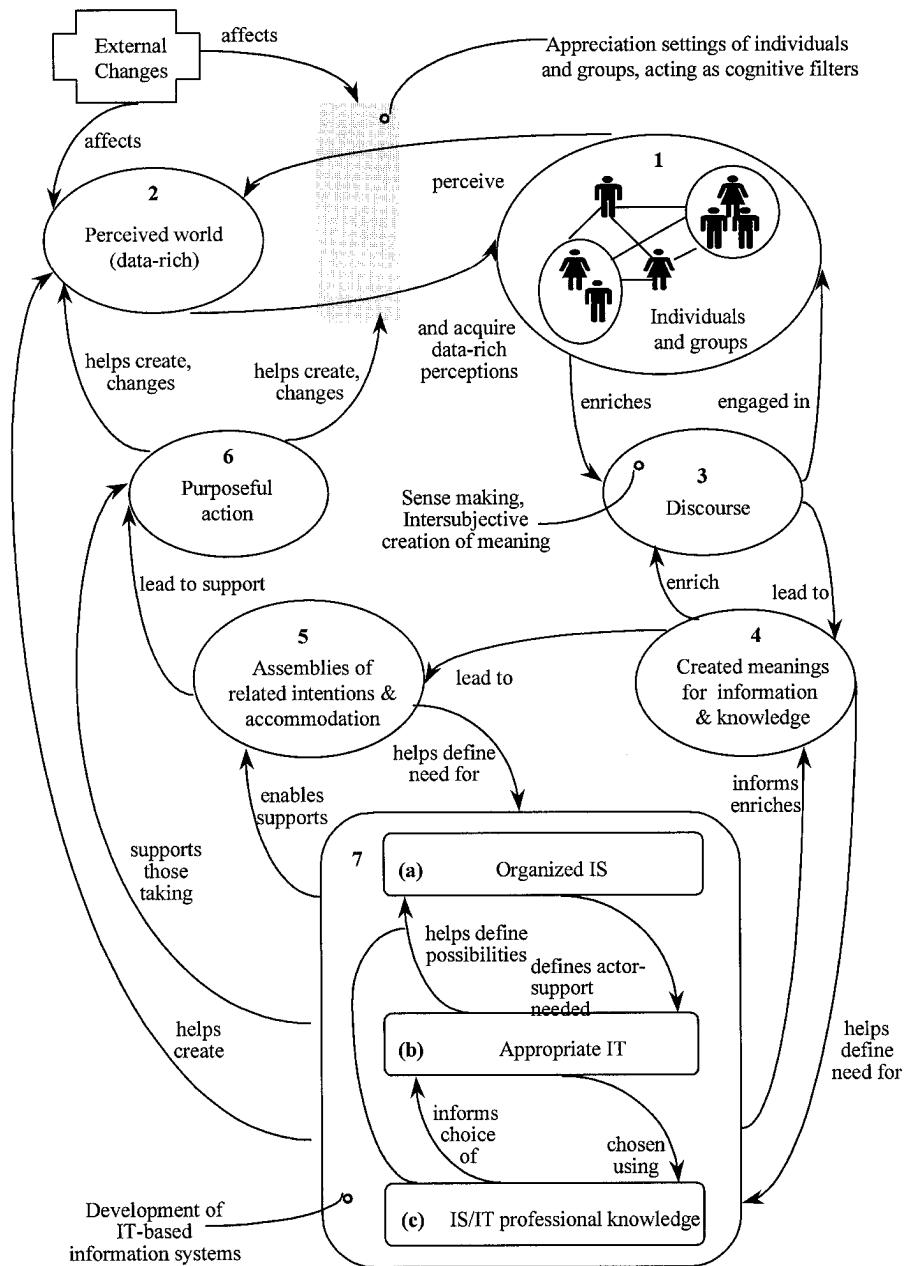 External
Changes
affects
Appreciation settings of individuals
and groups, acting as cognitive filters
affects
1
2
Perceived world
(data-rich)
perceive
Individuals
and groups
and acquire
data-rich
perceptions
helps create,
changes
helps create,
changes
enriches
engaged in
6
Purposeful
action
3
Discourse
Sense making,
Intersubjective
creation of meaning
lead to support
enrich
lead to
5
Assemblies of
related intentions &
accommodation
lead to
4
Created meanings
for information
& knowledge
helps define
need for
enables
supports
informs
enriches
supports
those
taking
7
(a) Organized IS
helps define
possibilities
defines actor-
support
needed
(b) Appropriate IT
helps
create
helps
define
need for
informs
choice
of
chosen
using
(c) IS/IT professional knowledge
Development of
IT-based
information systems